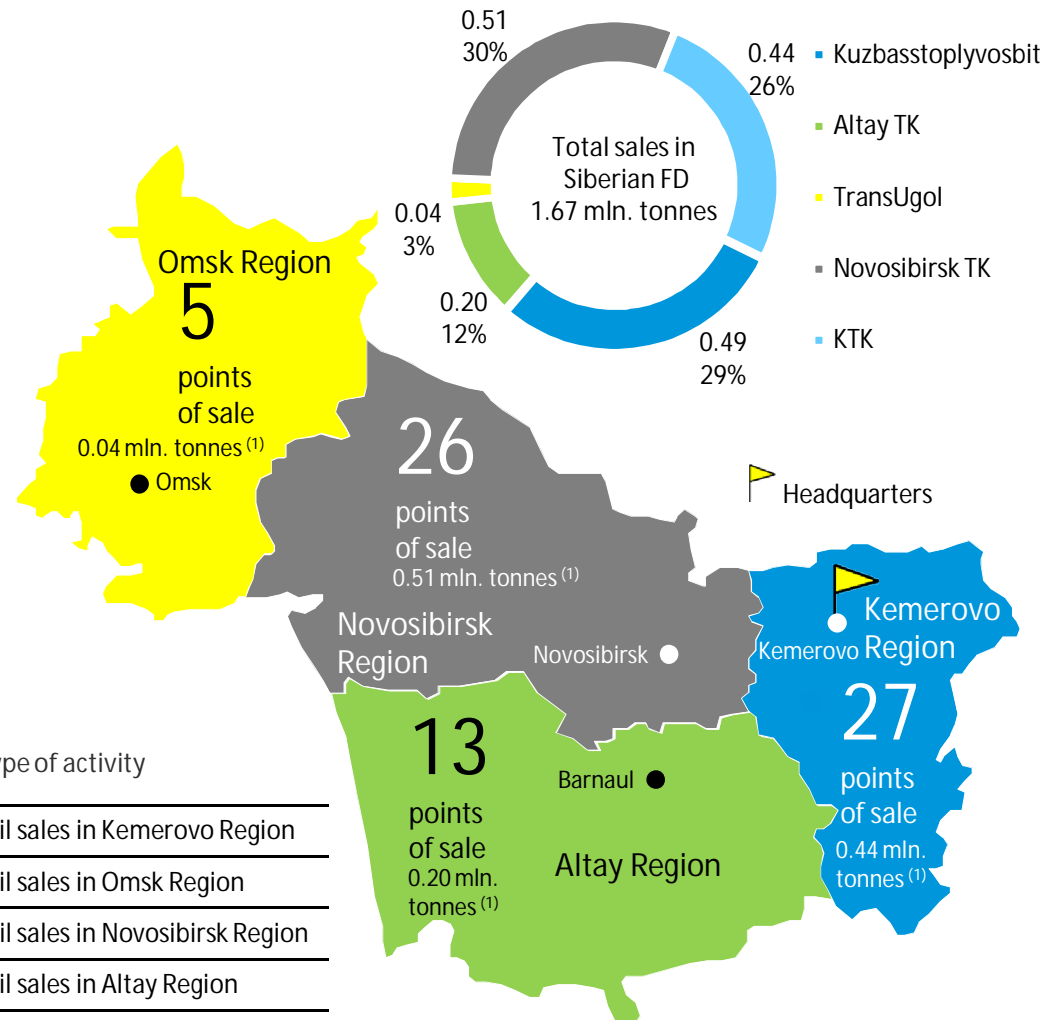 0.51
30%
0.44
26%
Total sales in
Siberian FD
1.67 mln. tonnes
0.04
3%
0.20
12%
0.49
29%
Kuzbasstoplyvosbit
Altay TK
TransUgol
Novosibirsk TK
KTK
Omsk Region
5
points
of sale
0.04 mln. tonnes (1)
Omsk
26
points
of sale
0.51 mln. tonnes (1)
Novosibirsk
Region
Novosibirsk
Headquarters
Kemerovo
Region
Kemerovo
27
points
of sale
0.44 mln.
tonnes (1)
13
points
of sale
0.20 mln.
tonnes (1)
Barnaul
Altay Region
ype of activity
il sales in Kemerovo Region
il sales in Omsk Region
il sales in Novosibirsk Region
il sales in Altay Region